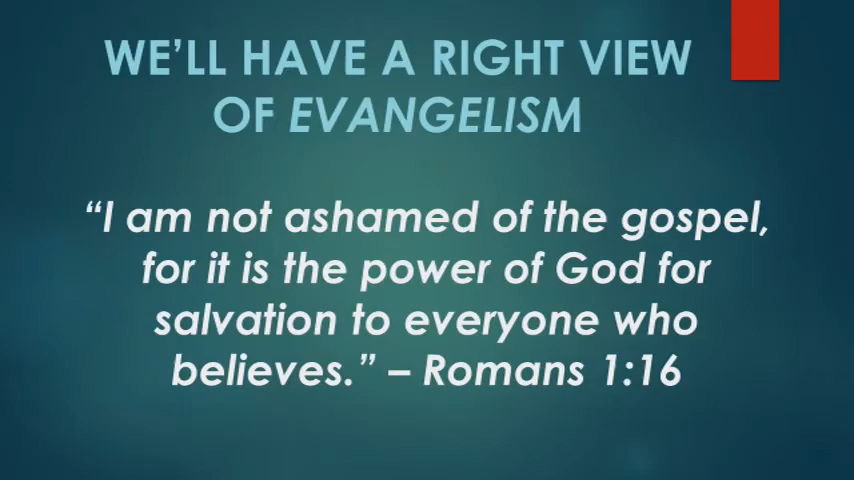 WE’LL HAVE A RIGHT VIEW
OF EVANGELISM
“I am not ashamed of the gospel,
for it is the power of God for
salvation to everyone who
believes.” – Romans 1:16